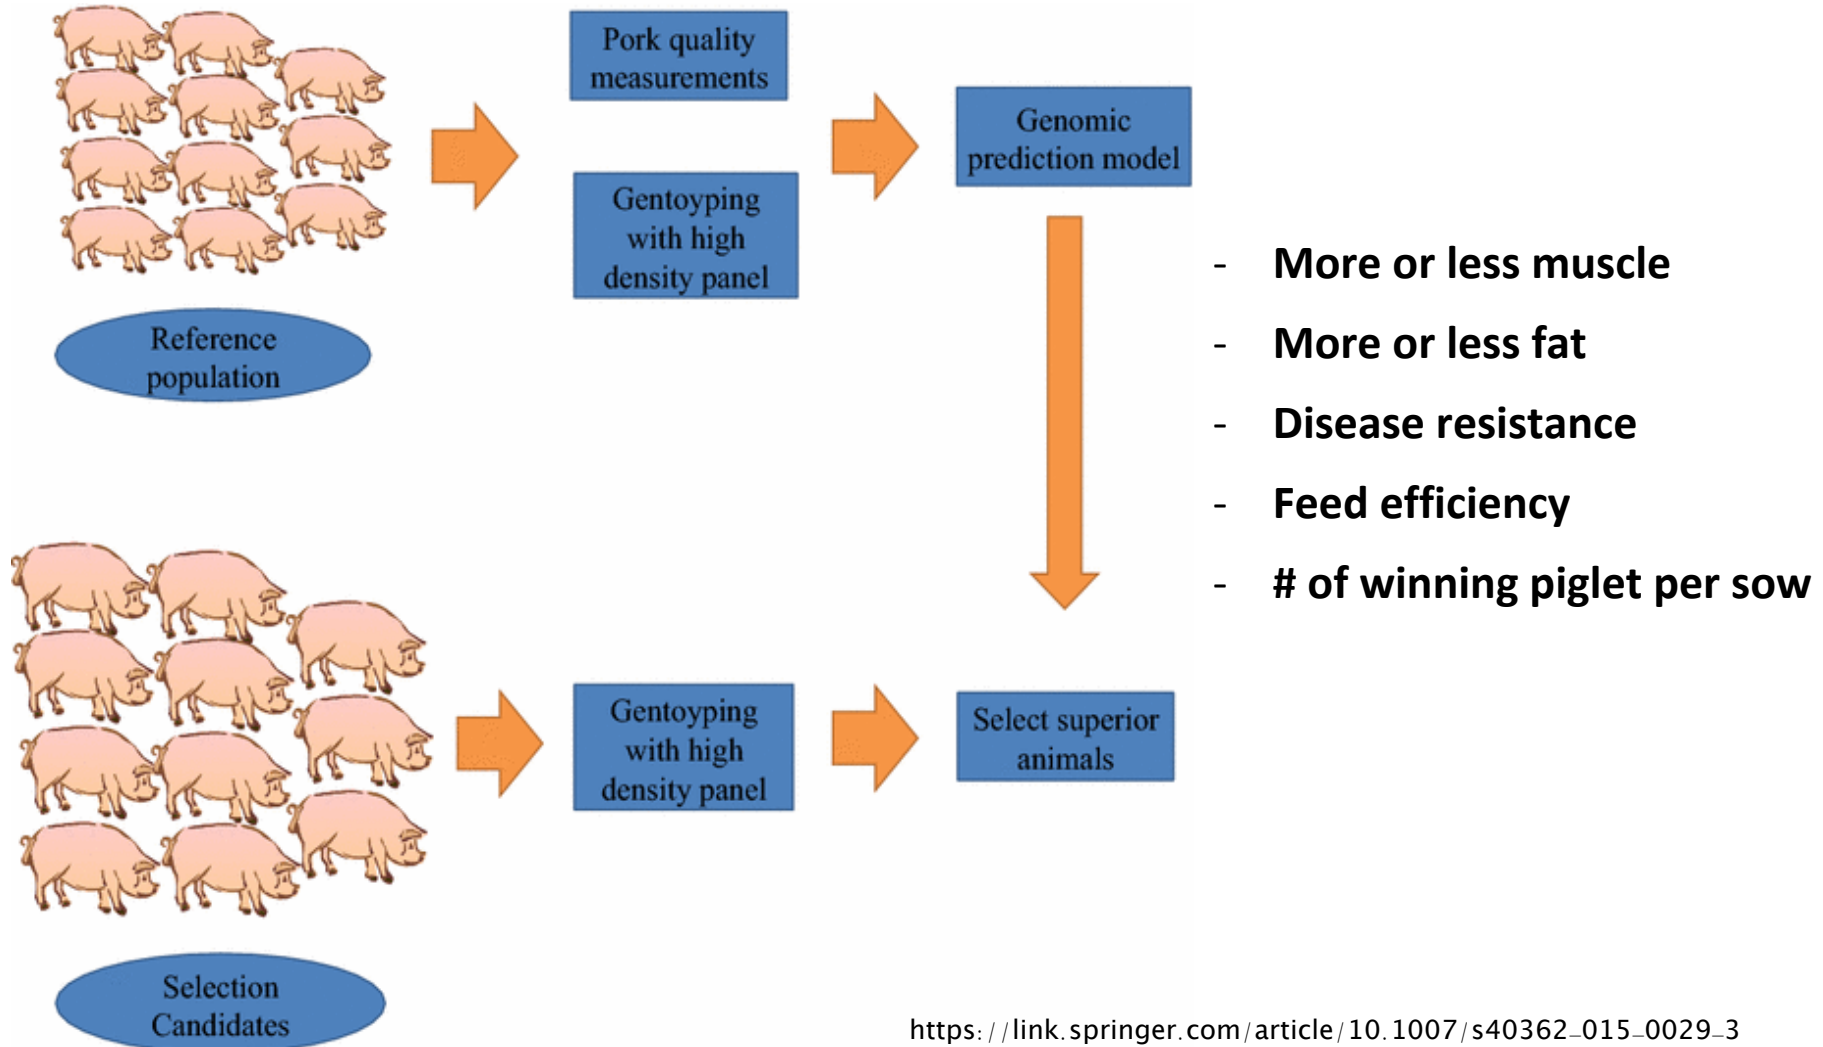 Pork quality
measurements
Genomic
prediction model
Gentoyping
with high
density panel
Reference
population
- More or less muscle
- More or less fat
- Disease resistance
- Feed efficiency
- # of winning piglet per sow
Gentoyping
with high
density panel
Select superior
animals
Selection
Candidates
https://link.springer.com/article/10.1007/s40362-015-0029-3